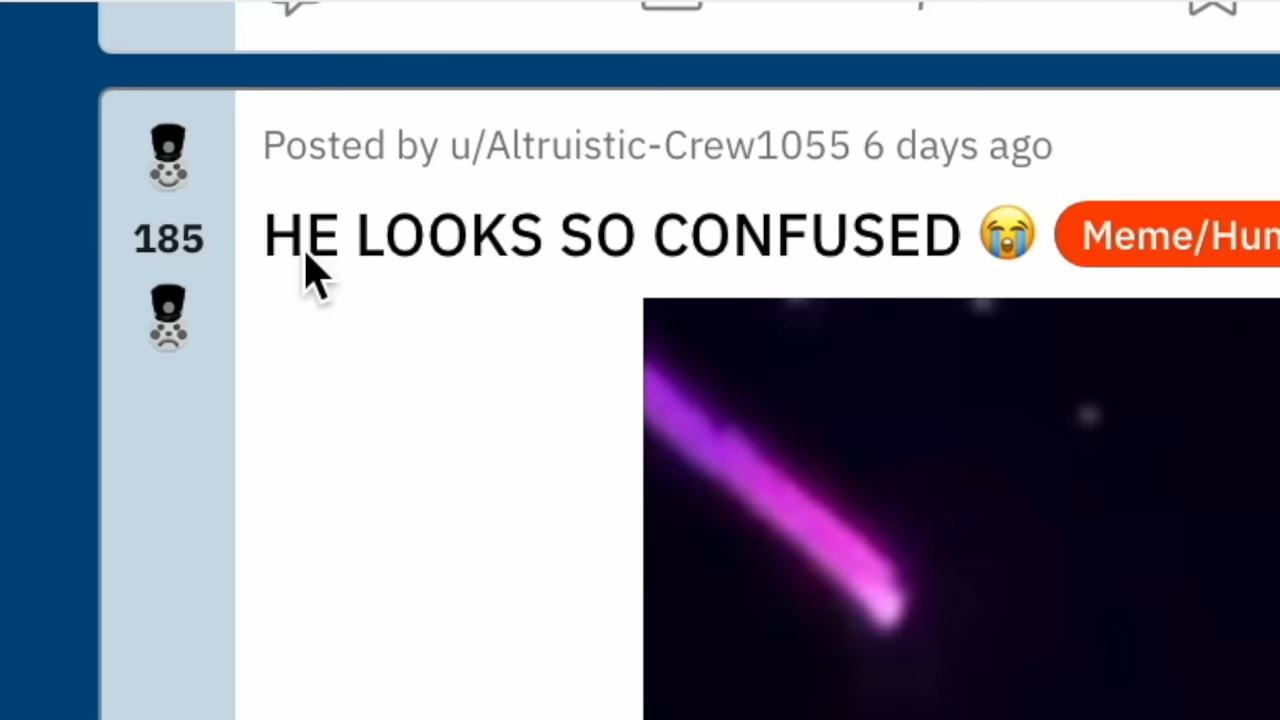 Posted by u/Altruistic-Crew1055 6 days ago
185
HE LOOKS SO CONFUSED 😭 Meme/Hum